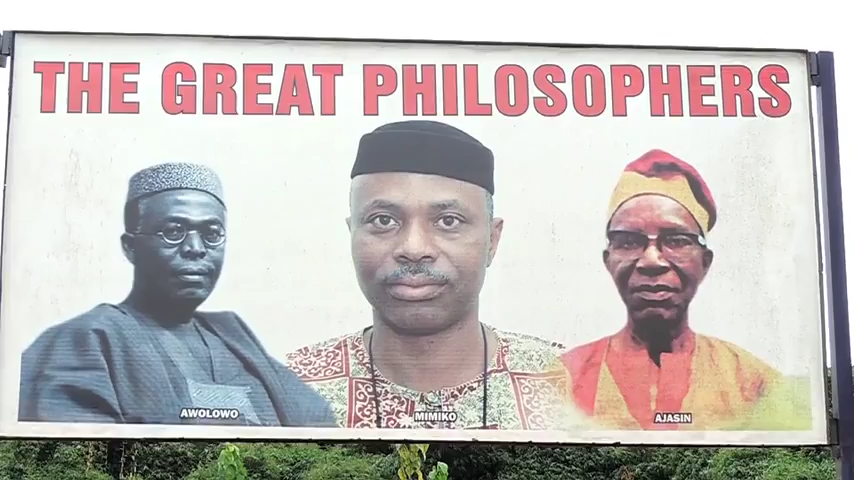 THE GREAT PHILOSOPHERS
AWOLOWO
MIMIKO
AJASIN